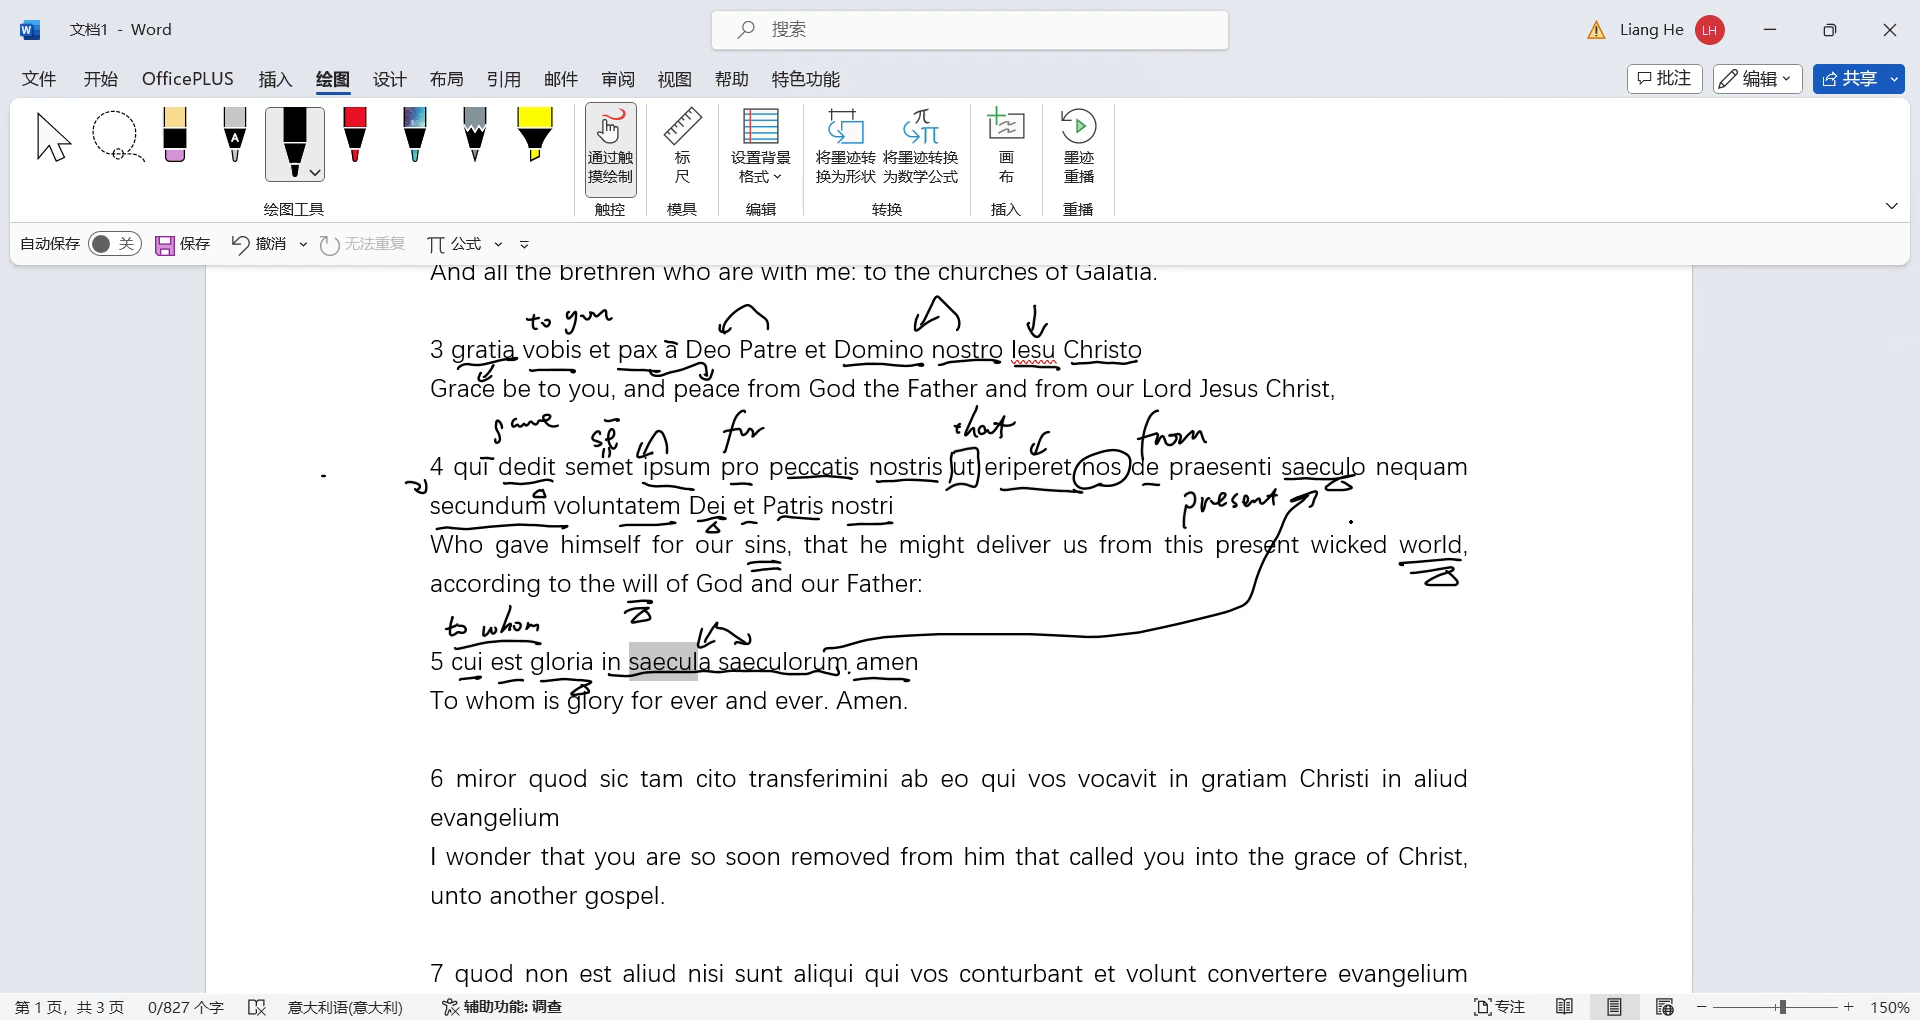 文档1 - Word
搜索
Liang He
LH
文件 开始 OfficePLUS 插入 绘图 设计 布局 引用 邮件 审阅 视图 帮助 特色功能
批注 编辑 共享
A
通过触摸绘制
标尺
设置背景格式
将墨迹转换为形状
将墨迹转换为数学公式
画布
墨迹重播
绘图工具 触控 模具 编辑 转换 插入 重播
自动保存 关 保存 撤消 无法重复 公式
And all the brethren who are with me: to the churches of Galatia.
to you
3 gratia vobis et pax a Deo Patre et Domino nostro Iesu Christo
Grace be to you, and peace from God the Father and from our Lord Jesus Christ,
for that from
4 qui dedit semet ipsum pro peccatis nostris ut eriperet nos de praesenti saeculo nequam
present
secundum voluntatem Dei et Patris nostri
Who gave himself for our sins, that he might deliver us from this present wicked world,
according to the will of God and our Father:
to whom
5 cui est gloria in saecula saeculorum amen
To whom is glory for ever and ever. Amen.
6 miror quod sic tam cito transferimini ab eo qui vos vocavit in gratiam Christi in aliud
evangelium
I wonder that you are so soon removed from him that called you into the grace of Christ,
unto another gospel.
7 quod non est aliud nisi sunt aliqui qui vos conturbant et volunt convertere evangelium
第 1 页，共 3 页 0/827 个字 意大利语(意大利) 辅助功能: 调查 专注 150%